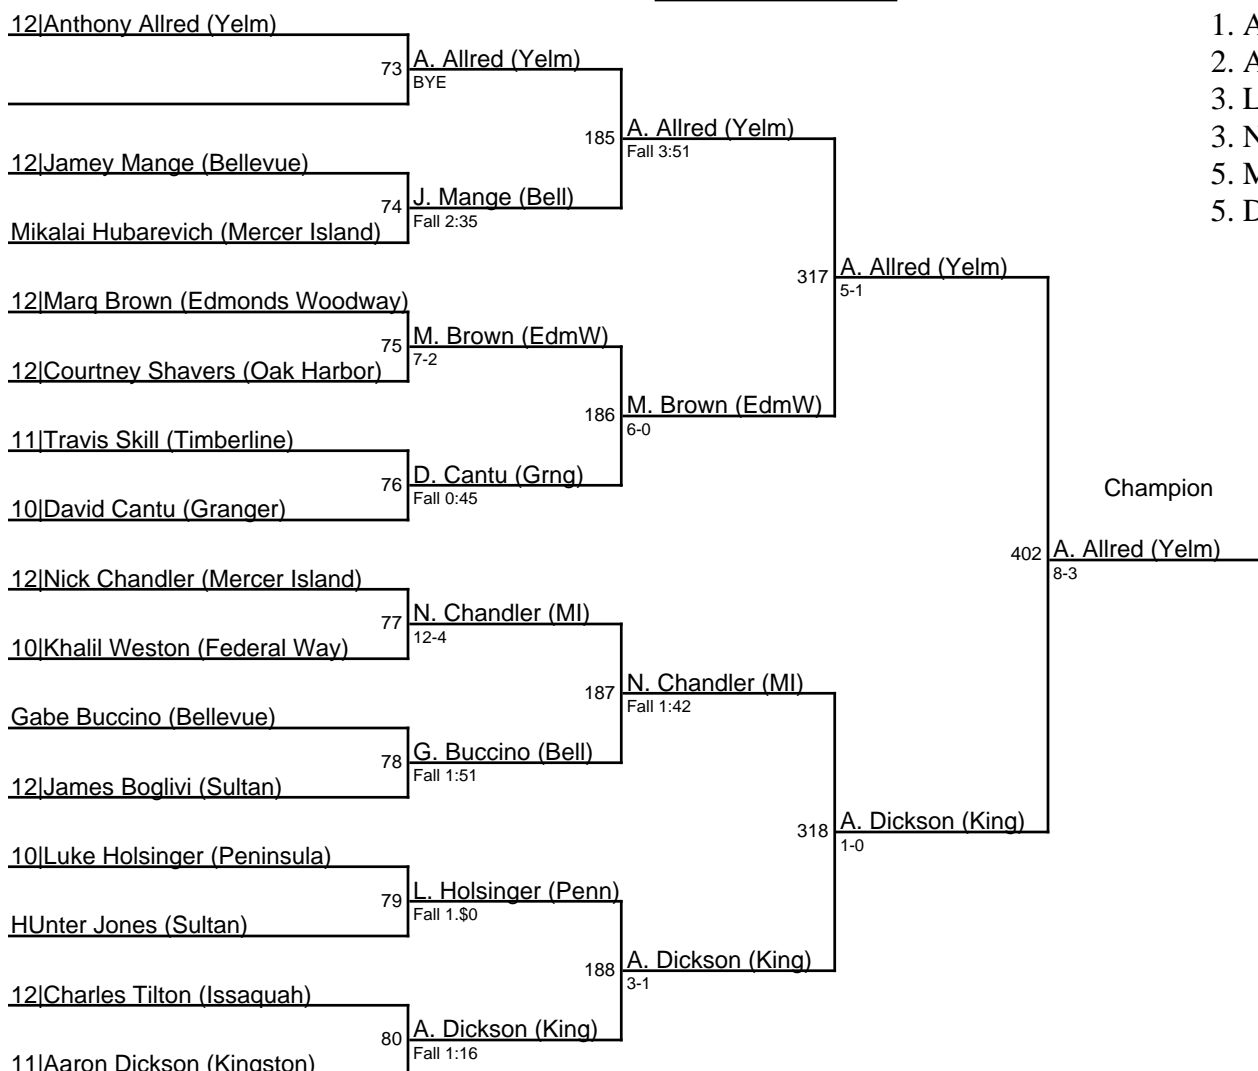 12|Anthony Allred (Yelm)
73
A. Allred (Yelm)
BYE
185
A. Allred (Yelm)
Fall 3:51
12|Jamey Mange (Bellevue)
74
J. Mange (Bell)
Fall 2:35
Mikalai Hubarevich (Mercer Island)
317
A. Allred (Yelm)
5-1
12|Marq Brown (Edmonds Woodway)
75
M. Brown (EdmW)
7-2
12|Courtney Shavers (Oak Harbor)
186
M. Brown (EdmW)
6-0
11|Travis Skill (Timberline)
76
D. Cantu (Grng)
Fall 0:45
10|David Cantu (Granger)
Champion
402
A. Allred (Yelm)
8-3
12|Nick Chandler (Mercer Island)
77
N. Chandler (MI)
12-4
10|Khalil Weston (Federal Way)
187
N. Chandler (MI)
Fall 1:42
Gabe Buccino (Bellevue)
78
G. Buccino (Bell)
Fall 1:51
12|James Boglivi (Sultan)
318
A. Dickson (King)
1-0
10|Luke Holsinger (Peninsula)
79
L. Holsinger (Penn)
Fall 1.$0
HUnter Jones (Sultan)
188
A. Dickson (King)
3-1
12|Charles Tilton (Issaquah)
80
A. Dickson (King)
Fall 1:16
11|Aaron Dickson (Kingston)
1. A
2. A
3. L
3. N
5. M
5. D